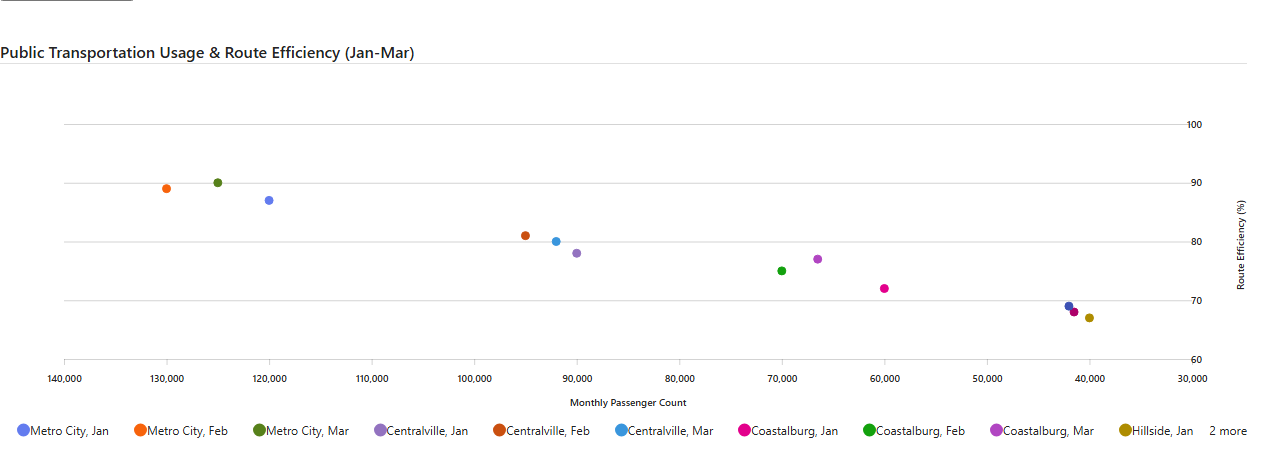 Public Transportation Usage & Route Efficiency (Jan-Mar)
100
90
80
70
60
Route Efficiency (%)
140,000 130,000 120,000 110,000 100,000 90,000 80,000 70,000 60,000 50,000 40,000 30,000
Monthly Passenger Count
Metro City, Jan Metro City, Feb Metro City, Mar Centralville, Jan Centralville, Feb Centralville, Mar Coastalburg, Jan Coastalburg, Feb Coastalburg, Mar Hillside, Jan 2 more